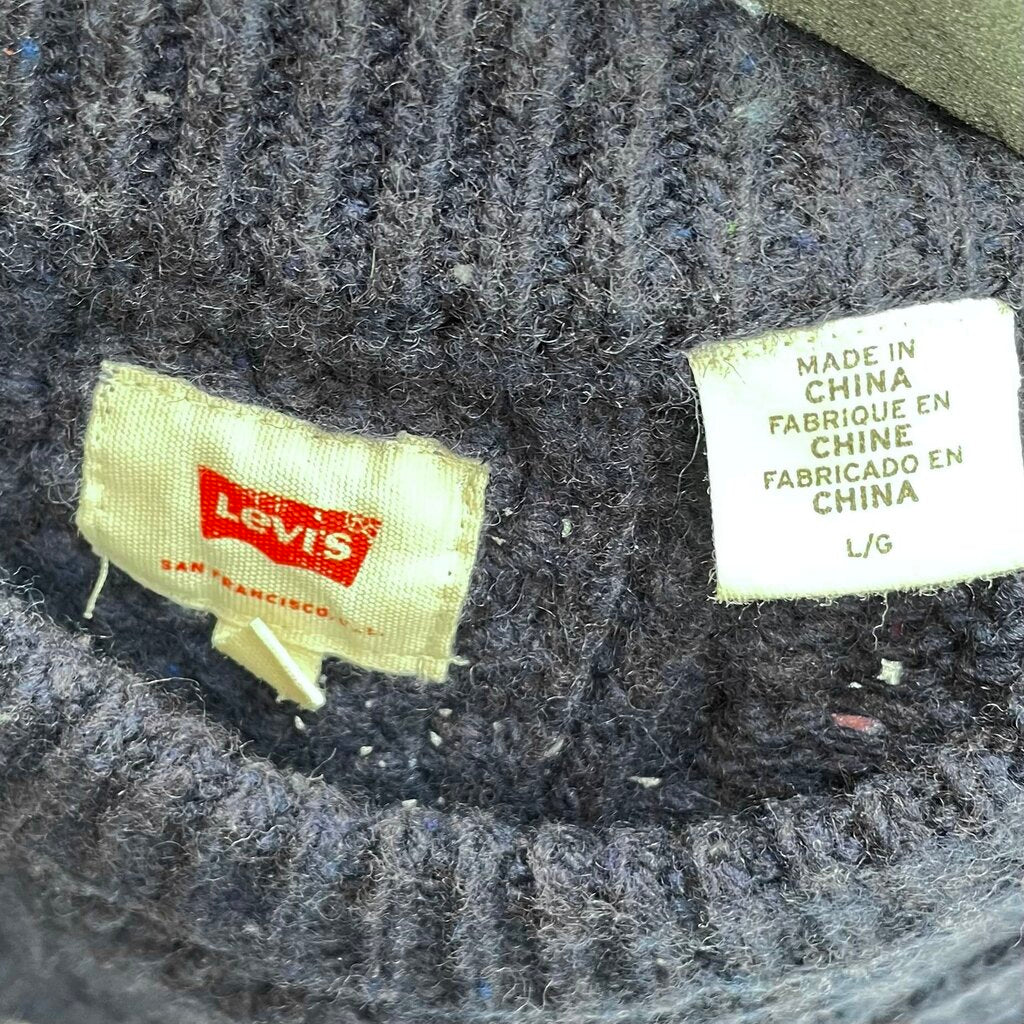 Levi's
SAN FRANCISCO
MADE IN
CHINA
FABRIQUE EN
CHINE
FABRICADO EN
CHINA
L/G